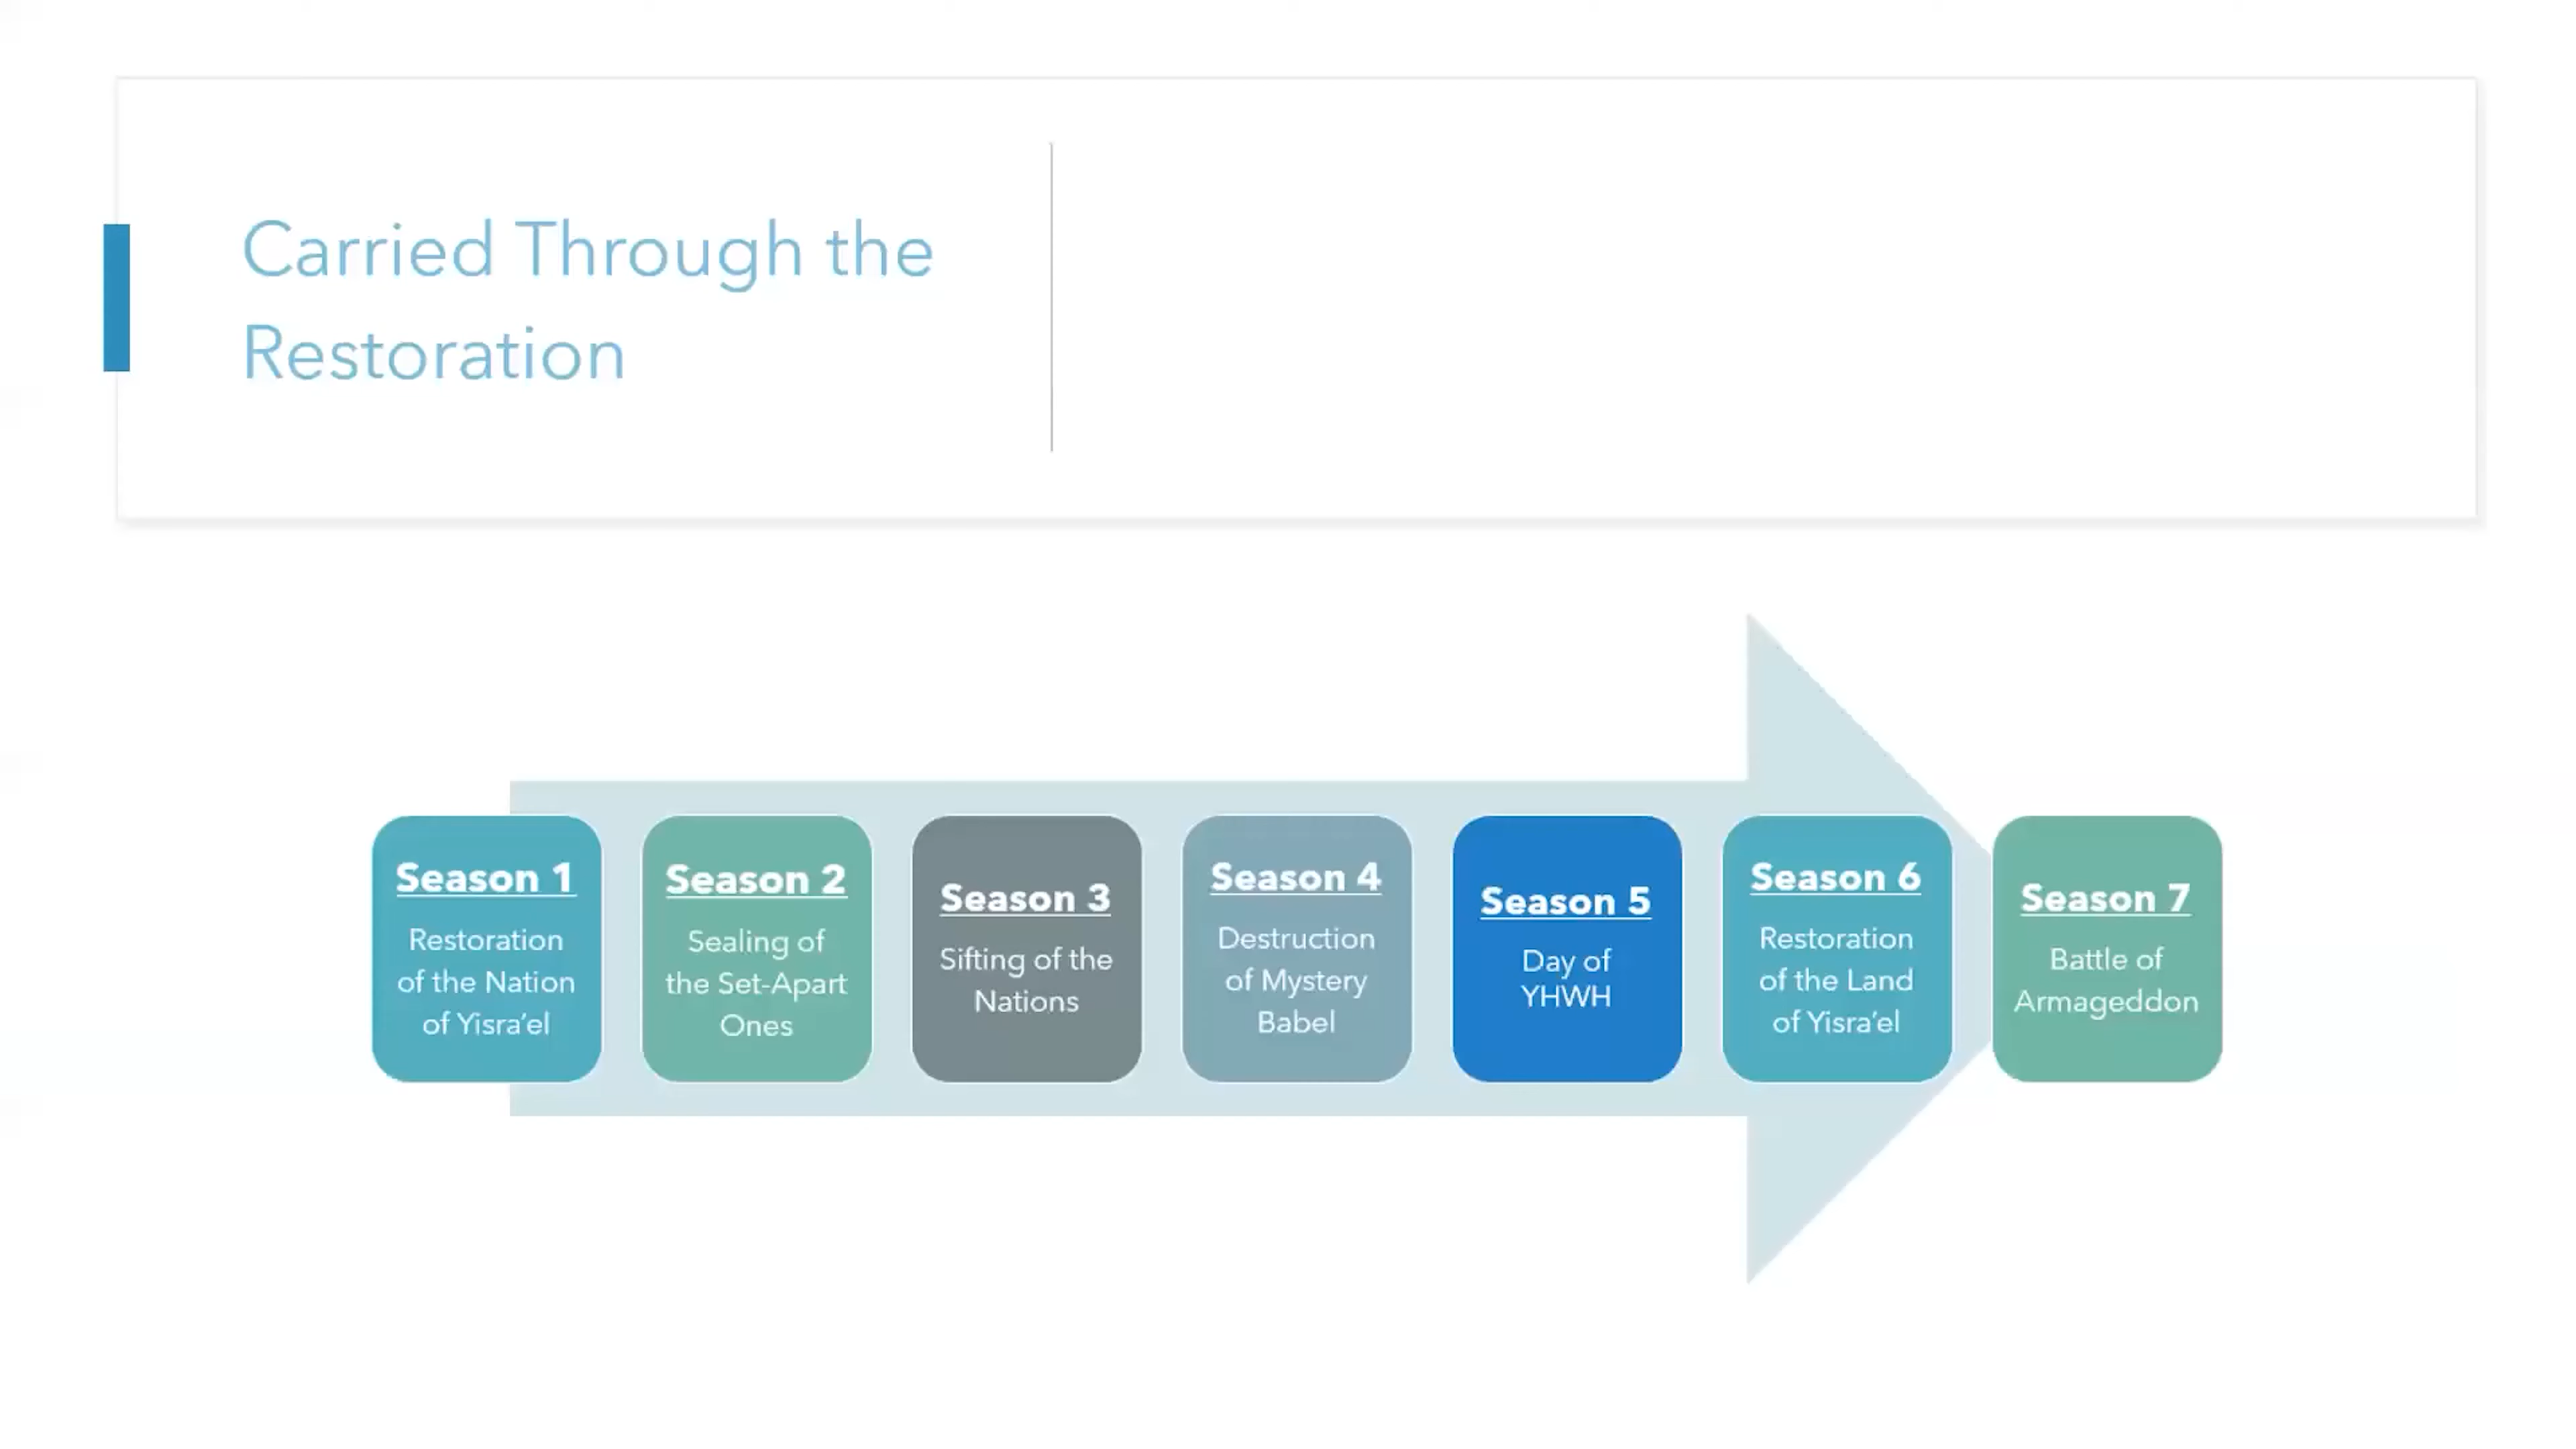 Carried Through the
Restoration
Season 1
Restoration
of the Nation
of Yisra’el
Season 2
Sealing of
the Set-Apart
Ones
Season 3
Sifting of the
Nations
Season 4
Destruction
of Mystery
Babel
Season 5
Day of
YHWH
Season 6
Restoration
of the Land
of Yisra’el
Season 7
Battle of
Armageddon